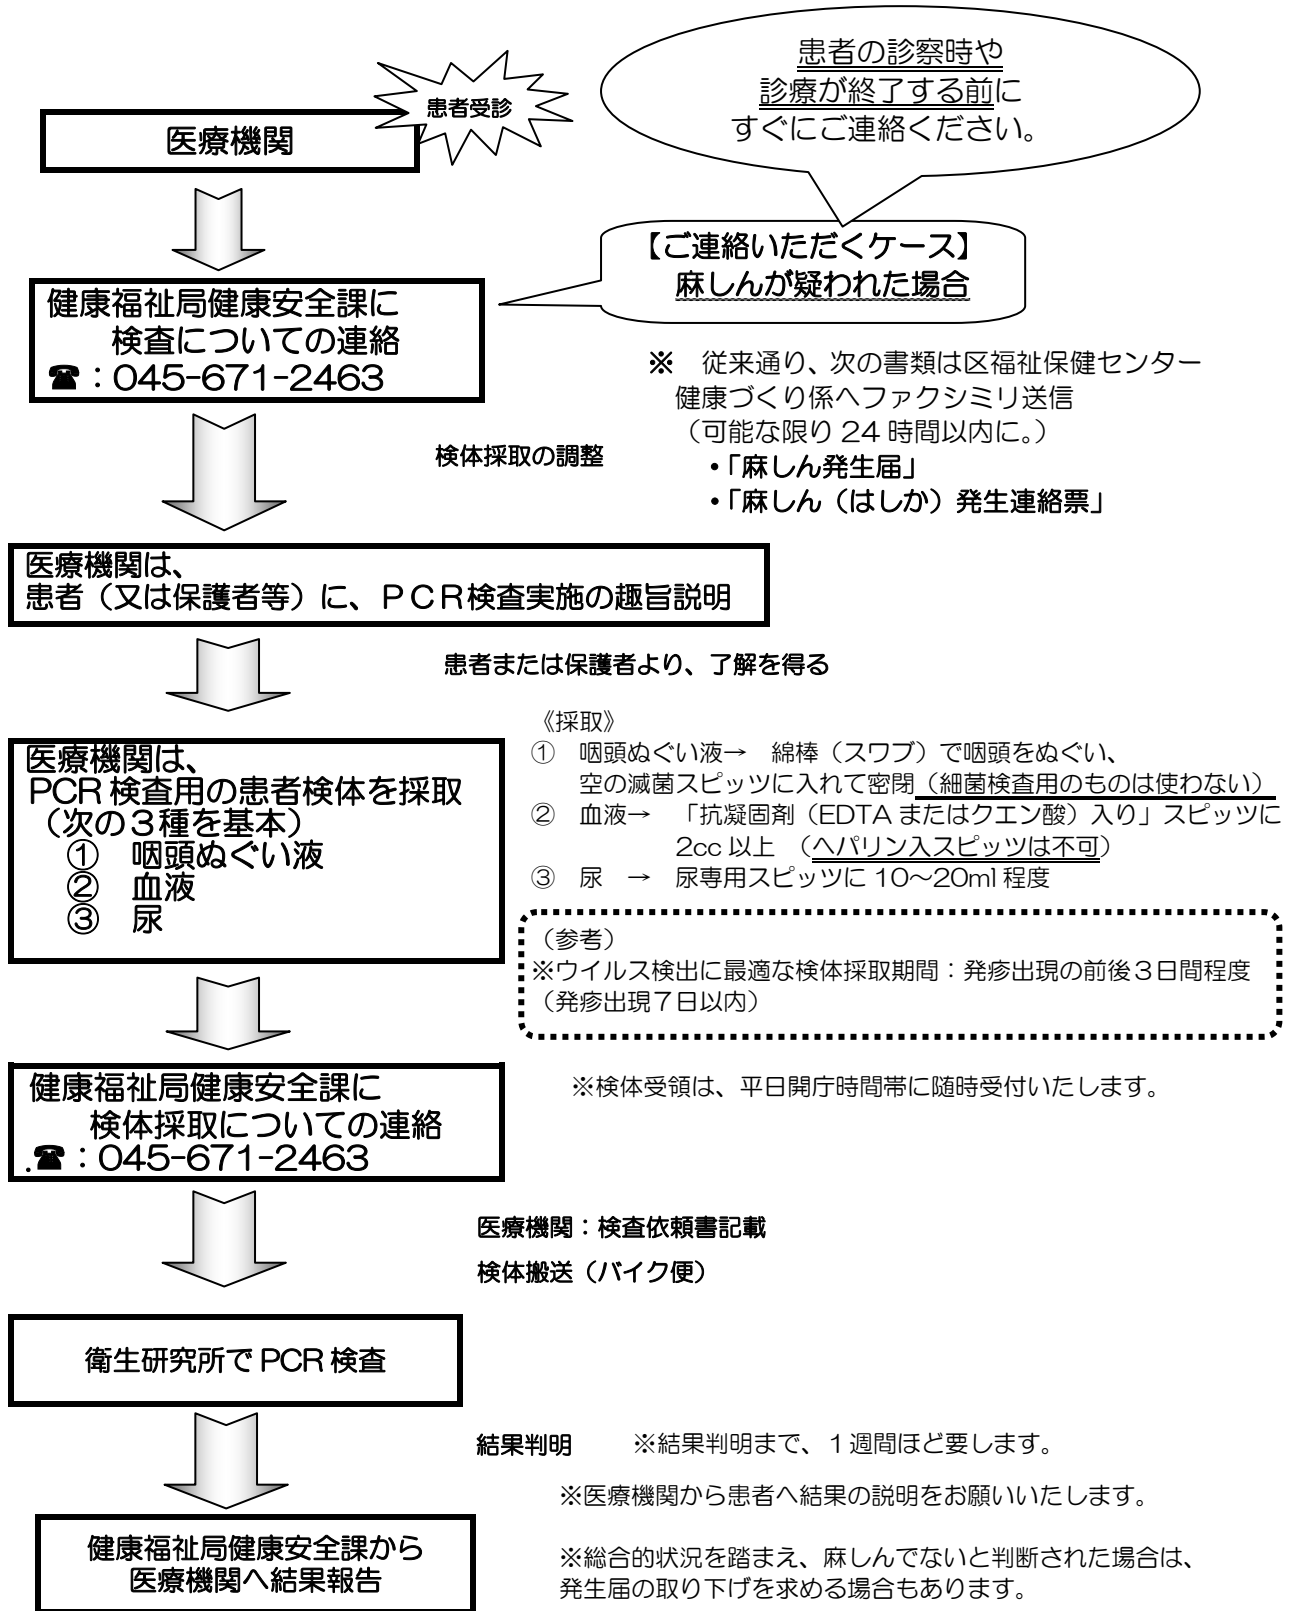 患者の診察時や
診療が終了する前に
すぐにご連絡ください。
患者受診
医療機関
【ご連絡いただくケース】
麻しんが疑われた場合
健康福祉局健康安全課に
検査についての連絡
☎：045-671-2463
※　従来通り、次の書類は区福祉保健センター
健康づくり係へファクシミリ送信
（可能な限り 24 時間以内に。）
・「麻しん発生届」
・「麻しん（はしか）発生連絡票」
検体採取の調整
医療機関は、
患者（又は保護者等）に、ＰＣＲ検査実施の趣旨説明
患者または保護者より、了解を得る
医療機関は、
PCR 検査用の患者検体を採取
（次の３種を基本）
①　咽頭ぬぐい液
②　血液
③　尿
《採取》
①　咽頭ぬぐい液→　綿棒（スワブ）で咽頭をぬぐい、
空の滅菌スピッツに入れて密閉（細菌検査用のものは使わない）
②　血液→　「抗凝固剤（EDTA またはクエン酸）入り」スピッツに
2cc 以上　（ヘパリン入スピッツは不可）
③　尿　→　尿専用スピッツに 10～20ml 程度
（参考）
※ウイルス検出に最適な検体採取期間：発疹出現の前後３日間程度
（発疹出現７日以内）
健康福祉局健康安全課に
検体採取についての連絡
.☎：045-671-2463
※検体受領は、平日開庁時間帯に随時受付いたします。
医療機関：検査依頼書記載
検体搬送（バイク便）
衛生研究所で PCR 検査
結果判明　　※結果判明まで、１週間ほど要します。
※医療機関から患者へ結果の説明をお願いいたします。
健康福祉局健康安全課から
医療機関へ結果報告
※総合的状況を踏まえ、麻しんでないと判断された場合は、
発生届の取り下げを求める場合もあります。